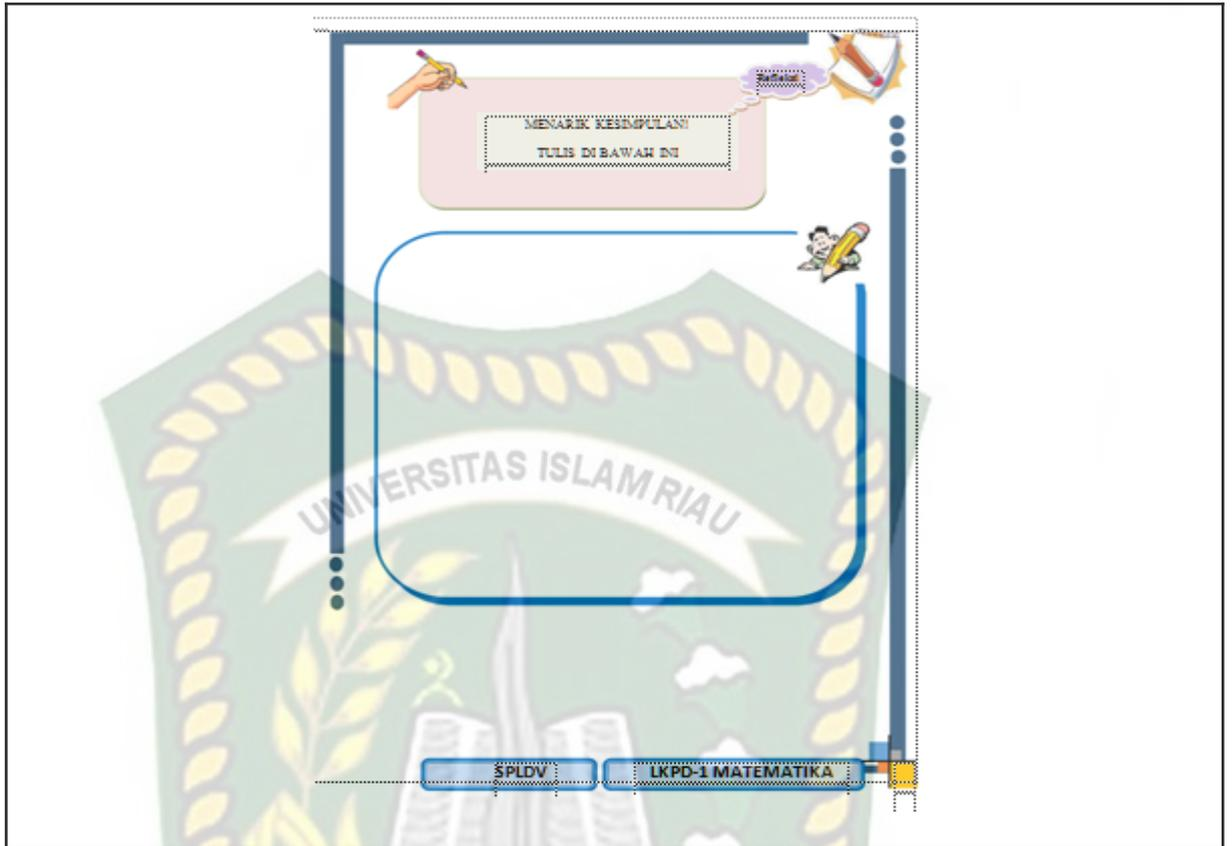 Refleksi
MENARIK KESIMPULAN!
TULIS DI BAWAH INI
UNIVERSITAS ISLAM RIAU
SPLDV
LKPD-1 MATEMATIKA